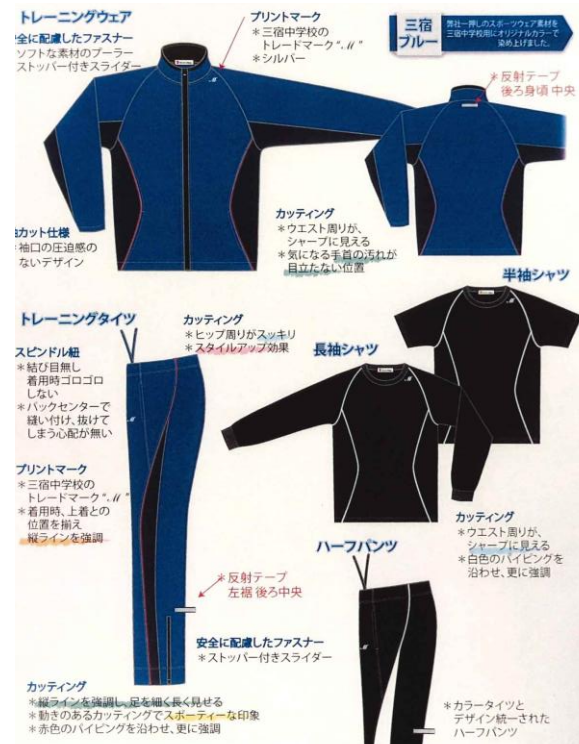 トレーニングウェア
安全に配慮したファスナー
ソフトな素材のプーラー
ストッパー付きスライダー
プリントマーク
＊三宿中学校の
トレードマーク“M”
＊シルバー
三宿
ブルー
弊社一押しのスポーツウェア素材を
三宿中学校用にオリジナルカラーで
染め上げました。
＊反射テープ
後ろ身頃 中央
カット仕様
＊袖口の圧迫感の
ないデザイン
カッティング
＊ウエスト周りが、
シャープに見える
＊気になる手首の汚れが
目立たない位置
半袖シャツ
トレーニングタイツ
カッティング
＊ヒップ周りがスッキリ
＊スタイルアップ効果
長袖シャツ
スピンドル紐
＊結び目無し
着用時ゴロゴロ
しない
＊バックセンターで
縫い付け、抜けて
しまう心配が無い
プリントマーク
＊三宿中学校の
トレードマーク“M”
＊着用時、上着との
位置を揃え
縦ラインを強調
カッティング
＊ウエスト周りが、
シャープに見える
＊白色のパイピングを
沿わせ、更に強調
ハーフパンツ
＊反射テープ
左裾 後ろ中央
安全に配慮したファスナー
＊ストッパー付きスライダー
カッティング
＊縦ラインを強調し、足を細く長く見せる
＊動きのあるカッティングでスポーティーな印象
＊赤色のパイピングを沿わせ、更に強調
＊カラータイツと
デザイン統一された
ハーフパンツ